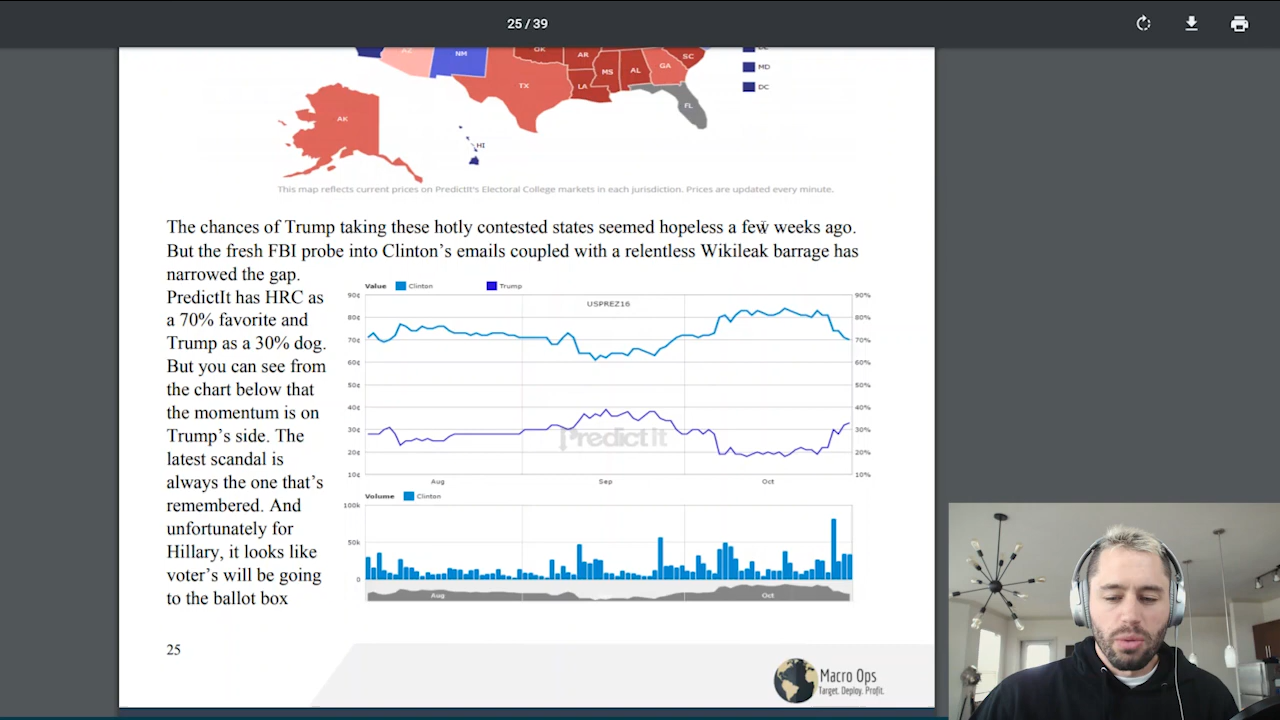 25 / 39
AZ
NM
OK
AR
MS
AL
GA
SC
LA
TX
FL
MD
DC
AK
HI
This map reflects current prices on PredictIt's Electoral College markets in each jurisdiction. Prices are updated every minute.
The chances of Trump taking these hotly contested states seemed hopeless a few weeks ago.
But the fresh FBI probe into Clinton's emails coupled with a relentless Wikileak barrage has
narrowed the gap.
PredictIt has HRC as
a 70% favorite and
Trump as a 30% dog.
But you can see from
the chart below that
the momentum is on
Trump's side. The
latest scandal is
always the one that's
remembered. And
unfortunately for
Hillary, it looks like
voter's will be going
to the ballot box
Value Clinton Trump
USPREZ16
90¢ 90%
80¢ 80%
70¢ 70%
60¢ 60%
50¢ 50%
40¢ 40%
30¢ 30%
20¢ 20%
10¢ 10%
PredictIt
Aug Sep Oct
Volume Clinton
100k
50k
0
Aug Oct
25
Macro Ops
Target. Deploy. Profit.